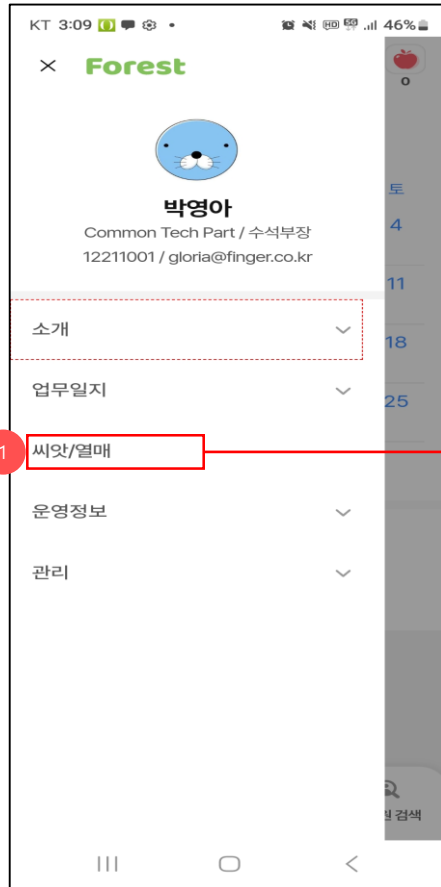 KT 3:09 46%
× Forest
0
박영아
Common Tech Part / 수석부장
12211001 / gloria@finger.co.kr
토
4
11
18
25
소개
업무일지
1 씨앗/열매
운영정보
관리
검색